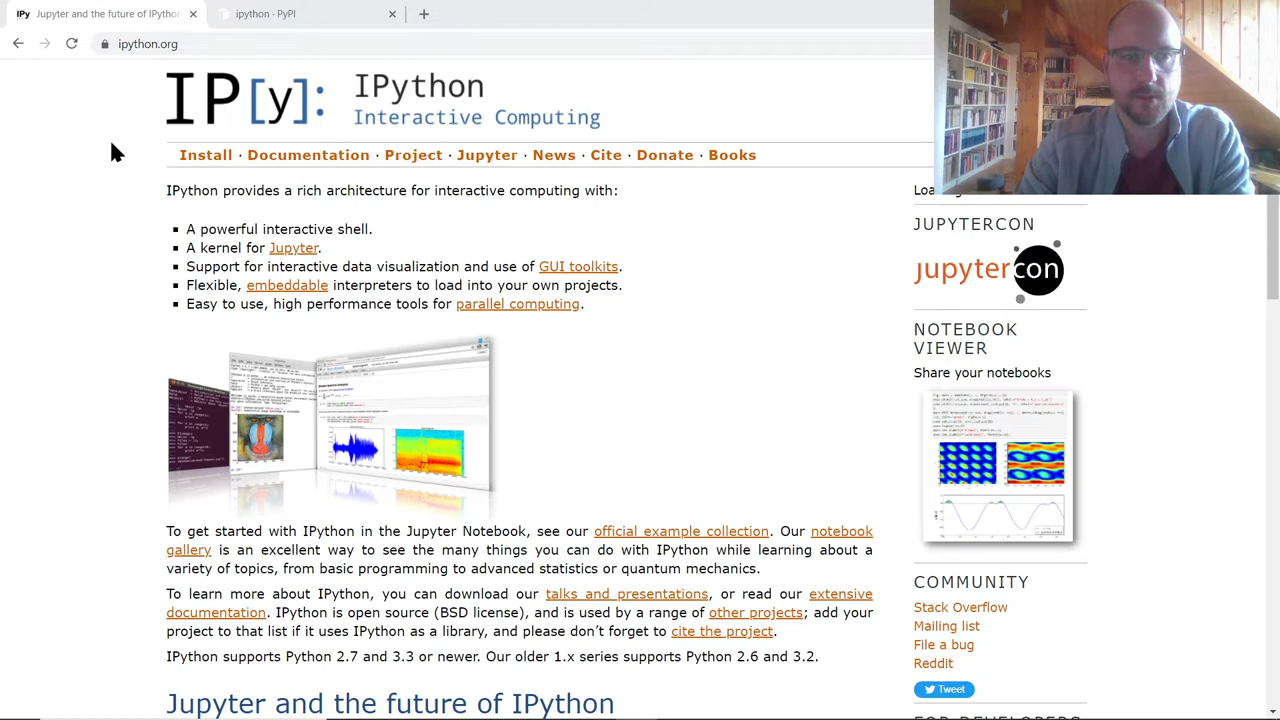 IPy Jupyter and the future of IPython
ipython · PyPI
ipython.org
IP[y]:
IPython
Interactive Computing
Install · Documentation · Project · Jupyter · News · Cite · Donate · Books
IPython provides a rich architecture for interactive computing with:
A powerful interactive shell.
A kernel for Jupyter.
Support for interactive data visualization and use of GUI toolkits.
Flexible, embeddable interpreters to load into your own projects.
Easy to use, high performance tools for parallel computing.
To get started with IPython in the Jupyter Notebook, see our official example collection. Our notebook
gallery is an excellent way to see the many things you can do with IPython while learning about a
variety of topics, from basic programming to advanced statistics or quantum mechanics.
To learn more about IPython, you can download our talks and presentations, or read our extensive
documentation. IPython is open source (BSD license), and is used by a range of other projects; add your
project to that list if it uses IPython as a library, and please don't forget to cite the project.
IPython supports Python 2.7 and 3.3 or newer. Our older 1.x series supports Python 2.6 and 3.2.
Jupyter and the future of IPython
JUPYTERCON
jupytercon
NOTEBOOK
VIEWER
Share your notebooks
COMMUNITY
Stack Overflow
Mailing list
File a bug
Reddit
Tweet
FOR DEVELOPERS